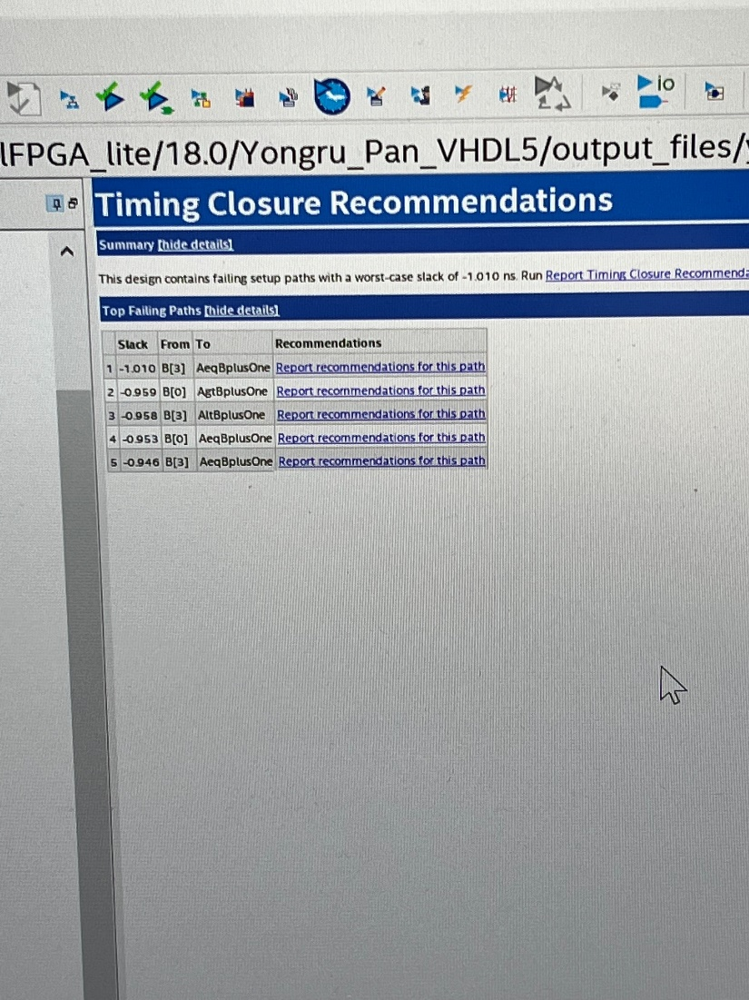 io
lFPGA_lite/18.0/Yongru_Pan_VHDL5/output_files/
Timing Closure Recommendations
Summary [hide details]
This design contains failing setup paths with a worst-case slack of -1.010 ns. Run Report Timing Closure Recommenda
Top Failing Paths [hide details]
Slack From To Recommendations
1 -1.010 B[3] AeqBplusOne Report recommendations for this path
2 -0.959 B[0] AgtBplusOne Report recommendations for this path
3 -0.958 B[3] AltBplusOne Report recommendations for this path
4 -0.953 B[0] AeqBplusOne Report recommendations for this path
5 -0.946 B[3] AeqBplusOne Report recommendations for this path